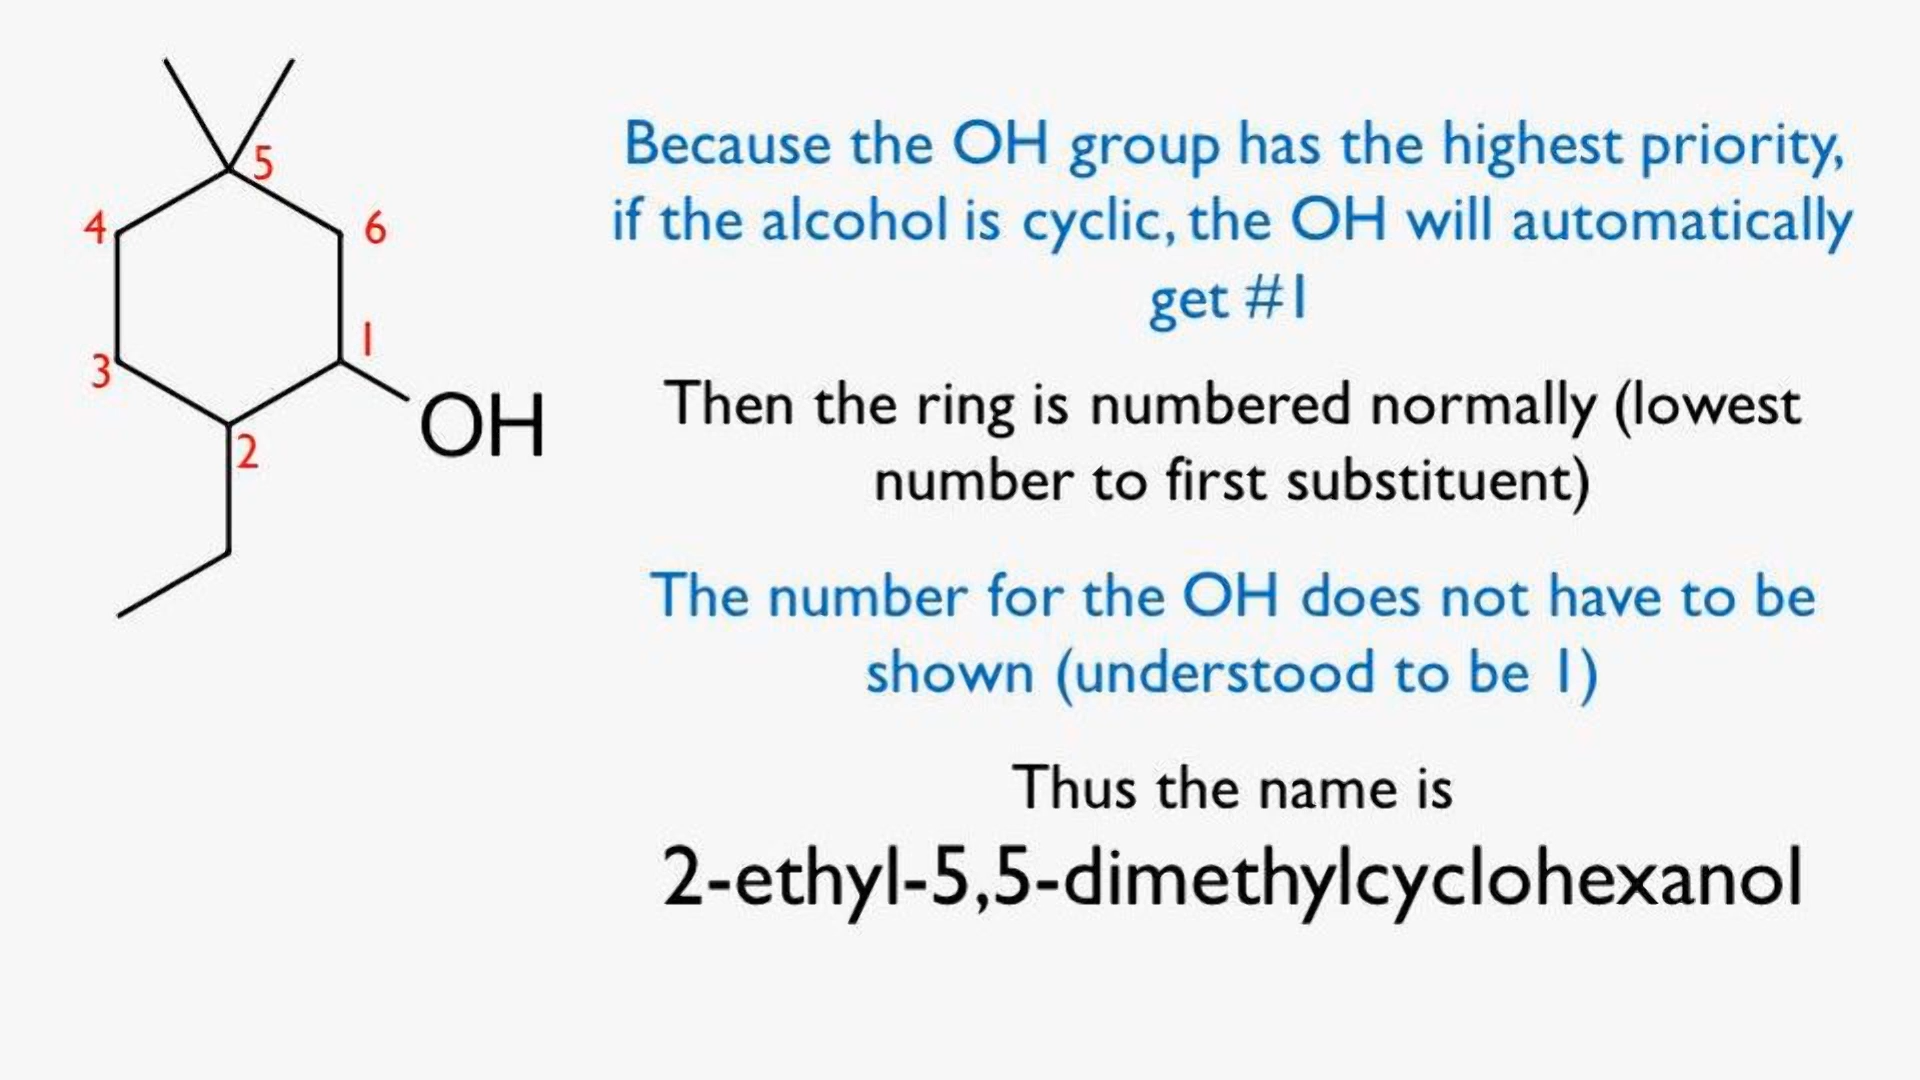 5
4
6
1
3
OH
2
Because the OH group has the highest priority,
if the alcohol is cyclic, the OH will automatically
get #1
Then the ring is numbered normally (lowest
number to first substituent)
The number for the OH does not have to be
shown (understood to be 1)
Thus the name is
2-ethyl-5,5-dimethylcyclohexanol